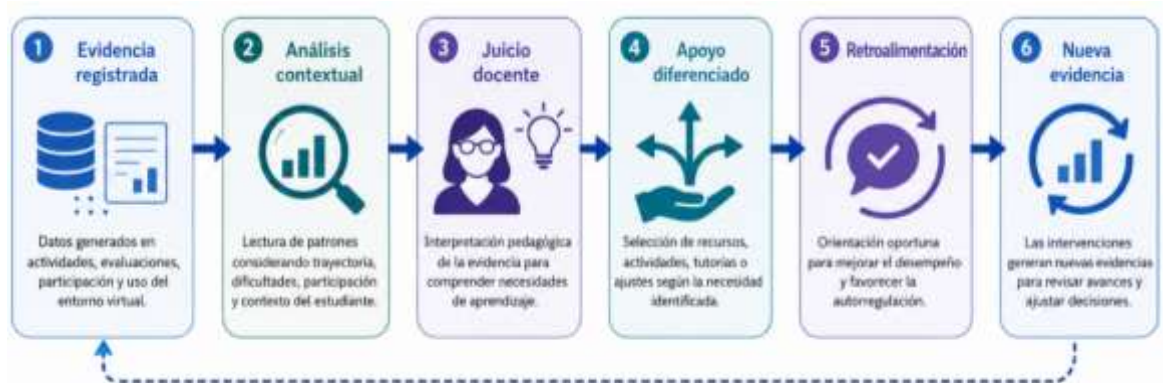 1 Evidencia
registrada
Datos generados en
actividades, evaluaciones,
participación y uso del
entorno virtual.
2 Análisis
contextual
Lectura de patrones
considerando trayectoria,
dificultades, participación
y contexto del estudiante.
3 Juicio
docente
Interpretación pedagógica
de la evidencia para
comprender necesidades
de aprendizaje.
4 Apoyo
diferenciado
Selección de recursos,
actividades, tutorías o
ajustes según la necesidad
identificada.
5 Retroalimentación
Orientación oportuna
para mejorar el desempeño
y favorecer la
autorregulación.
6 Nueva
evidencia
Las intervenciones
generan nuevas evidencias
para revisar avances y
ajustar decisiones.